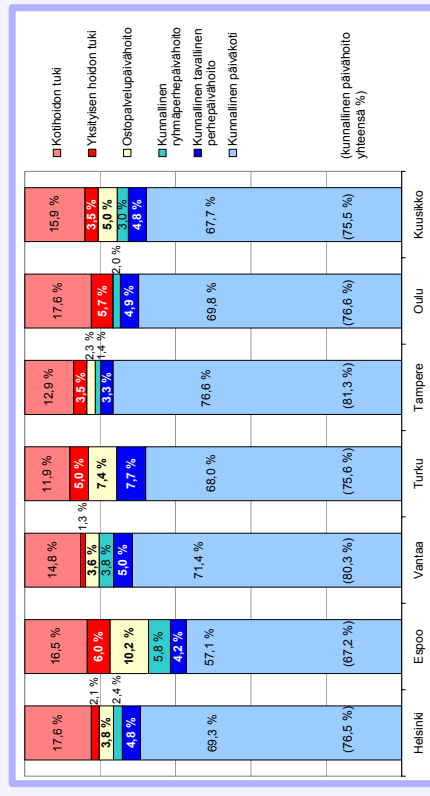 17,6 %
2,1 %
3,8 %
2,4 %
4,8 %
69,3 %
(76,5 %)
Helsinki
16,5 %
6,0 %
10,2 %
5,8 %
4,2 %
57,1 %
(67,2 %)
Espoo
14,8 %
1,3 %
3,6 %
3,8 %
5,0 %
71,4 %
(80,3 %)
Vantaa
11,9 %
5,0 %
7,4 %
7,7 %
68,0 %
(75,6 %)
Turku
12,9 %
3,5 %
2,3 %
1,4 %
3,3 %
76,6 %
(81,3 %)
Tampere
17,6 %
5,7 %
2,0 %
4,9 %
69,8 %
(76,6 %)
Oulu
15,9 %
3,5 %
5,0 %
3,0 %
4,8 %
67,7 %
(75,5 %)
Kuusikko
Kotihoidon tuki
Yksityisen hoidon tuki
Ostopalvelupäivähoito
Kunnallinen
ryhmäperhepäivähoito
Kunnallinen tavallinen
perhepäivähoito
Kunnallinen päiväkoti
(kunnallinen päivähoito
yhteensä %)